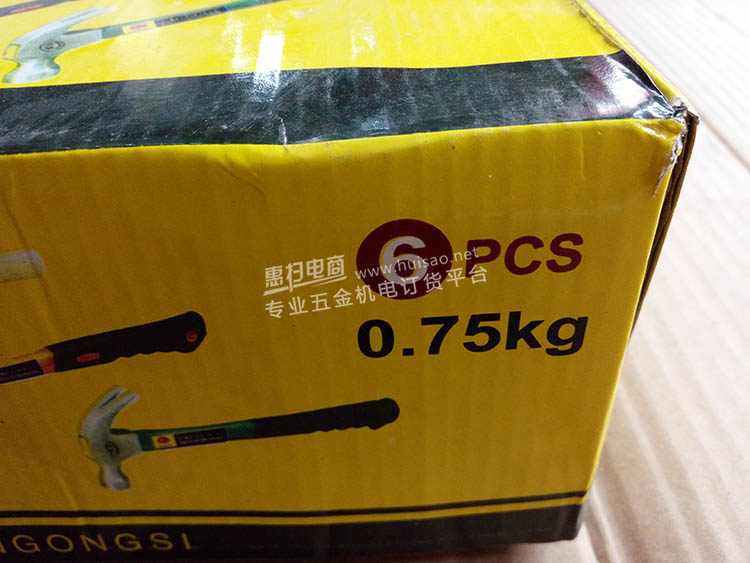 6 PCS
惠扫电商 www.huisao.net
专业五金机电订货平台
0.75kg
NGONGSI